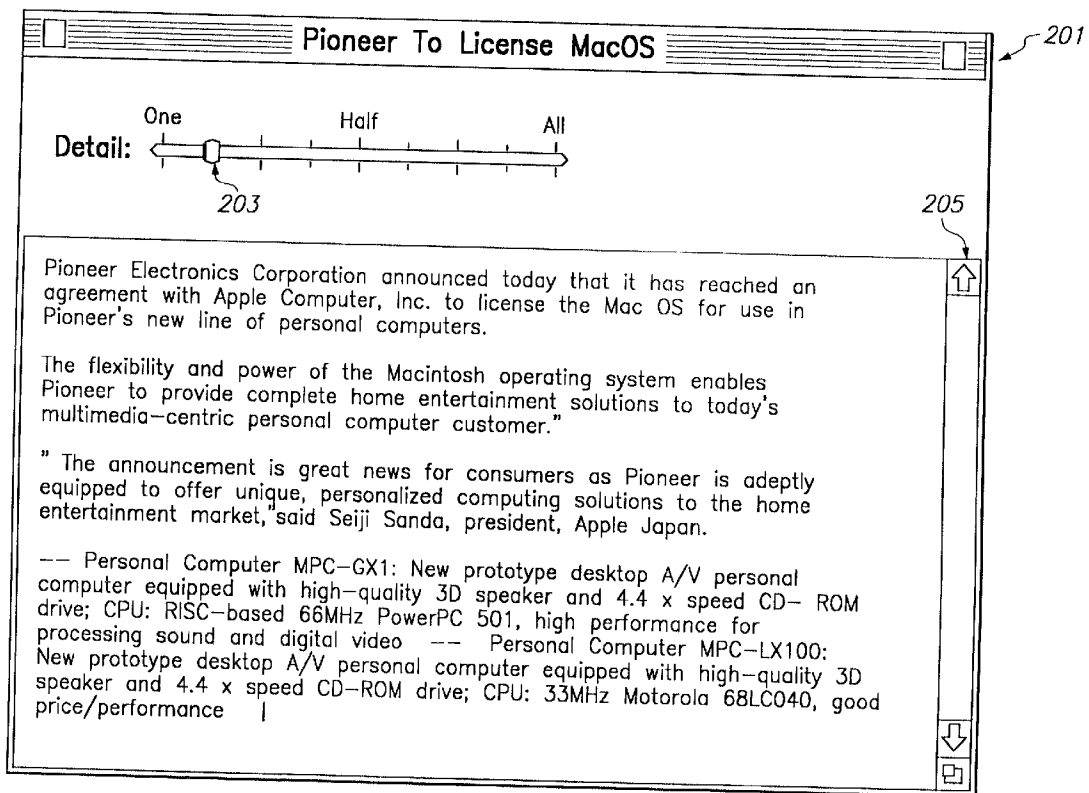 Pioneer To License MacOS
201
One Half All
Detail:
203
205
Pioneer Electronics Corporation announced today that it has reached an
agreement with Apple Computer, Inc. to license the Mac OS for use in
Pioneer's new line of personal computers.
The flexibility and power of the Macintosh operating system enables
Pioneer to provide complete home entertainment solutions to today's
multimedia–centric personal computer customer."
" The announcement is great news for consumers as Pioneer is adeptly
equipped to offer unique, personalized computing solutions to the home
entertainment market,"said Seiji Sanda, president, Apple Japan.
–– Personal Computer MPC–GX1: New prototype desktop A/V personal
computer equipped with high–quality 3D speaker and 4.4 x speed CD– ROM
drive; CPU: RISC–based 66MHz PowerPC 501, high performance for
processing sound and digital video –– Personal Computer MPC–LX100:
New prototype desktop A/V personal computer equipped with high–quality 3D
speaker and 4.4 x speed CD–ROM drive; CPU: 33MHz Motorola 68LC040, good
price/performance